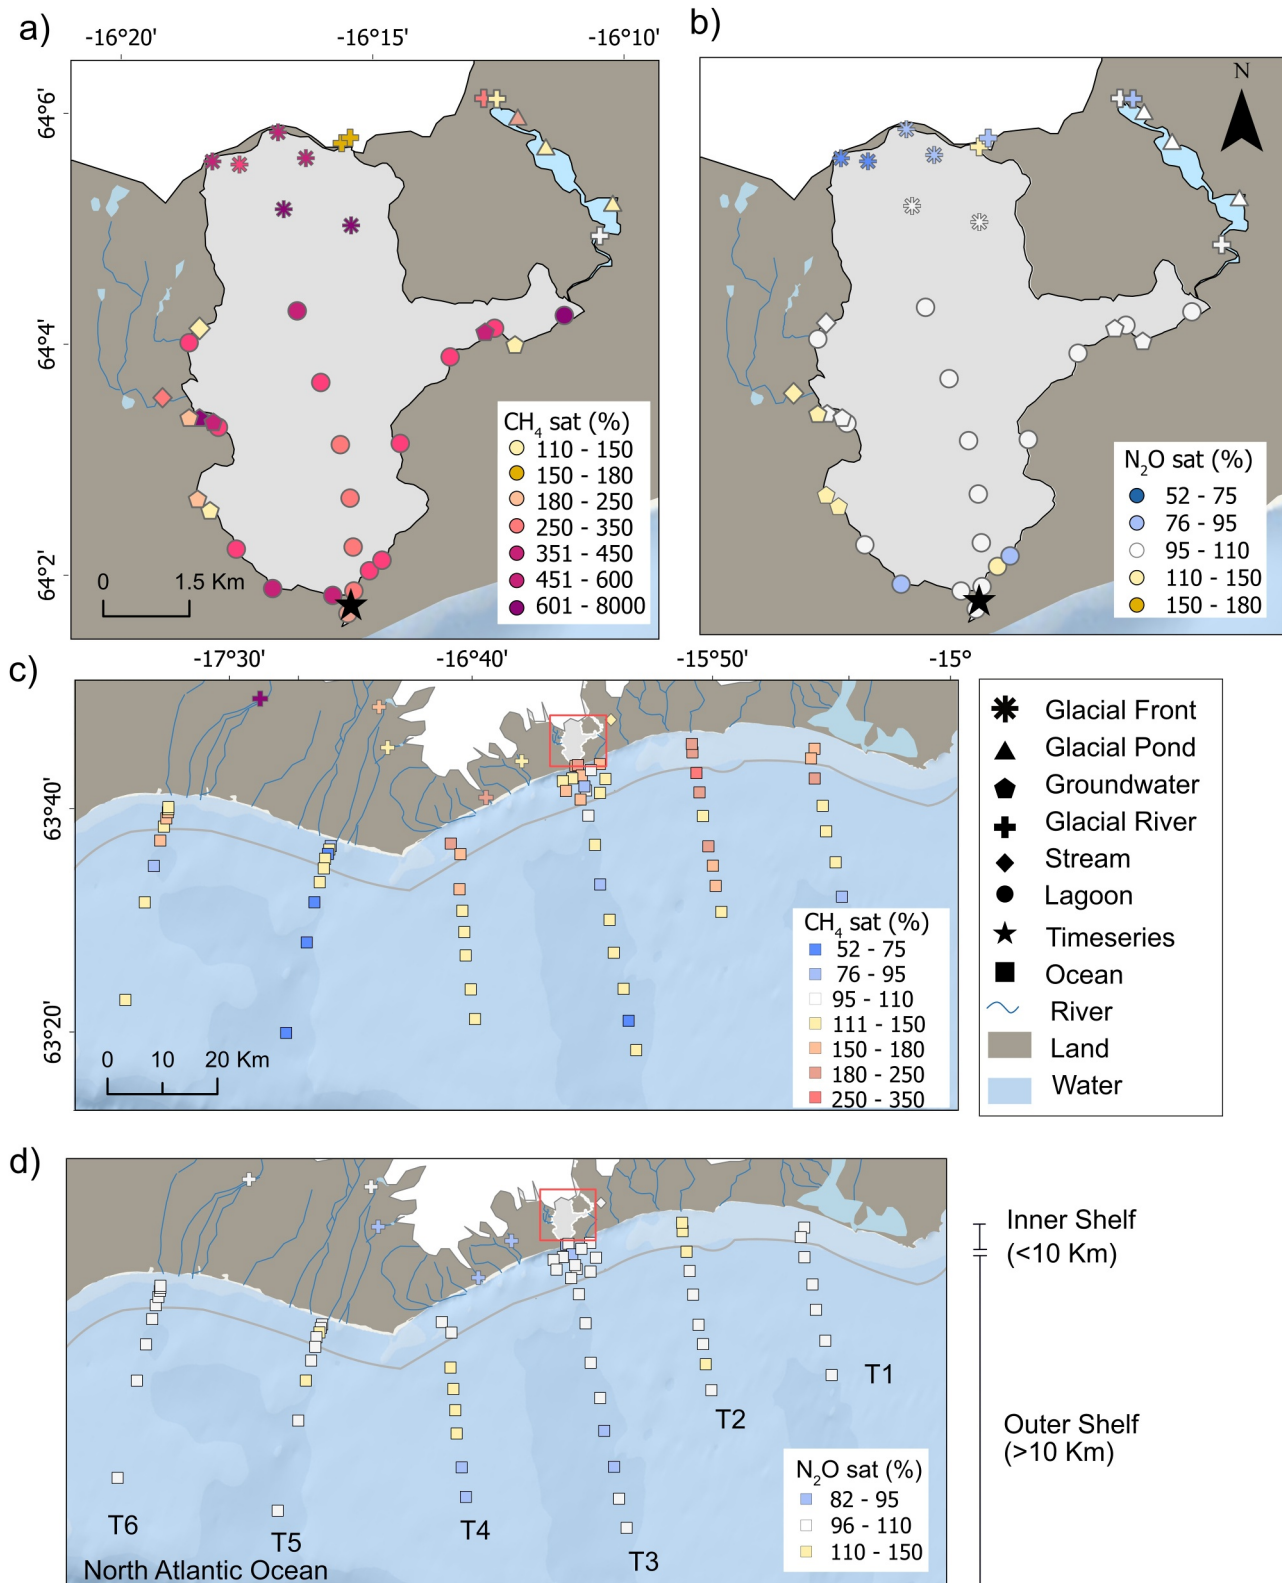 a)
-16°20'
-16°15'
-16°10'
b)
64°6'
64°4'
64°2'
N
CH4 sat (%)
110 - 150
150 - 180
180 - 250
250 - 350
351 - 450
451 - 600
601 - 8000
0
1.5 Km
N2O sat (%)
52 - 75
76 - 95
95 - 110
110 - 150
150 - 180
c)
-17°30'
-16°40'
-15°50'
-15°
63°40'
63°20'
0
10
20 Km
CH4 sat (%)
52 - 75
76 - 95
95 - 110
111 - 150
150 - 180
180 - 250
250 - 350
Glacial Front
Glacial Pond
Groundwater
Glacial River
Stream
Lagoon
Timeseries
Ocean
River
Land
Water
d)
T1
T2
T3
T4
T5
T6
North Atlantic Ocean
N2O sat (%)
82 - 95
96 - 110
110 - 150
Inner Shelf
(<10 Km)
Outer Shelf
(>10 Km)